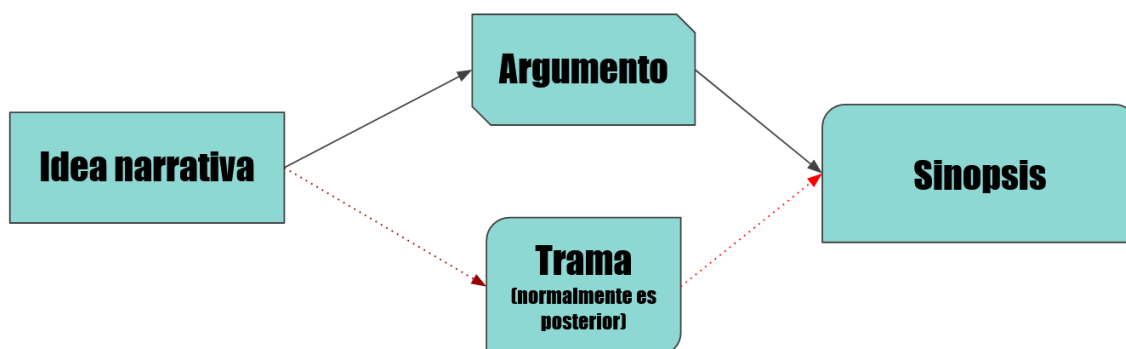 Argumento
Idea narrativa
Sinopsis
Trama
(normalmente es
posterior)